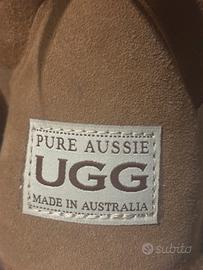 PURE AUSSIE
UGG
MADE IN AUSTRALIA
subito